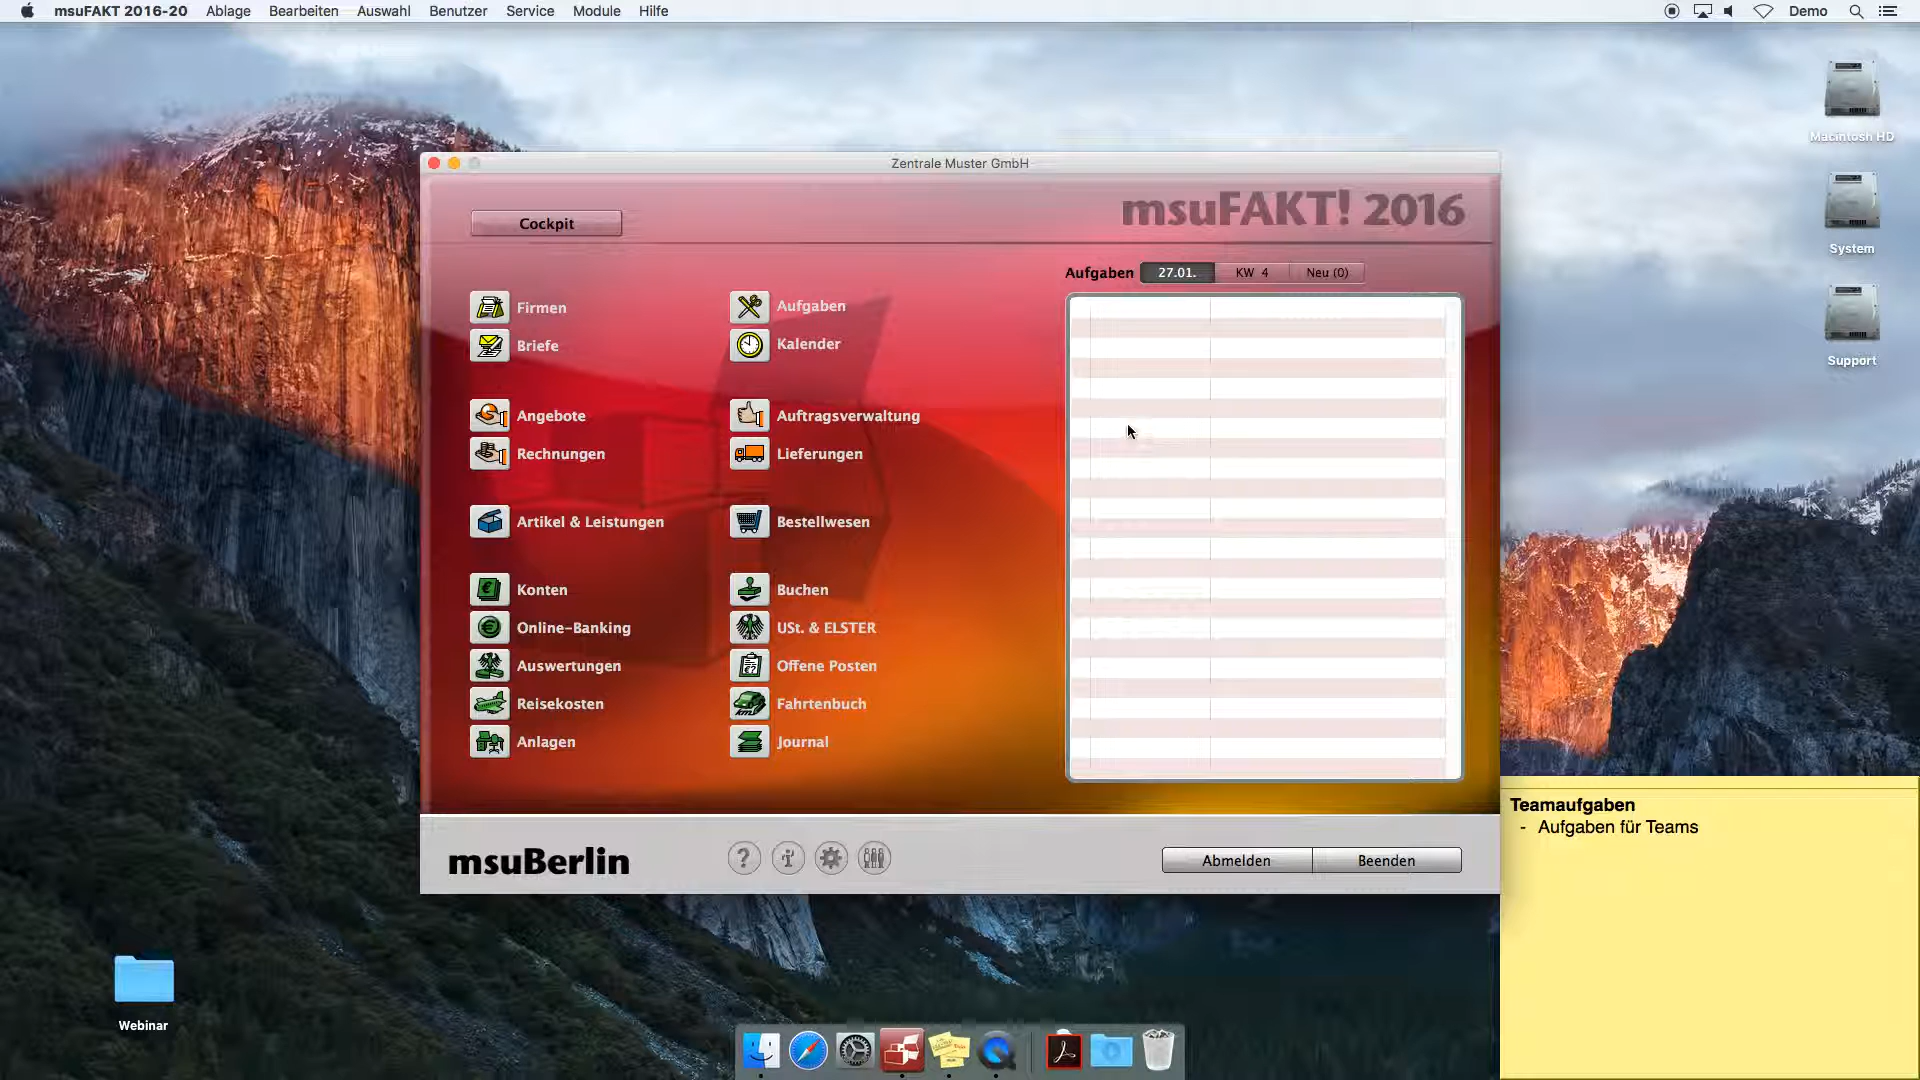 msuFAKT 2016-20 Ablage Bearbeiten Auswahl Benutzer Service Module Hilfe Demo
Macintosh HD
System
Support
Zentrale Muster GmbH
Cockpit
msuFAKT! 2016
Aufgaben 27.01. KW 4 Neu (0)
Firmen
Aufgaben
Briefe
Kalender
Angebote
Auftragsverwaltung
Rechnungen
Lieferungen
Artikel & Leistungen
Bestellwesen
Konten
Buchen
Online-Banking
USt. & ELSTER
Auswertungen
Offene Posten
Reisekosten
Fahrtenbuch
Anlagen
Journal
msuBerlin
Abmelden
Beenden
Teamaufgaben
- Aufgaben für Teams
Webinar